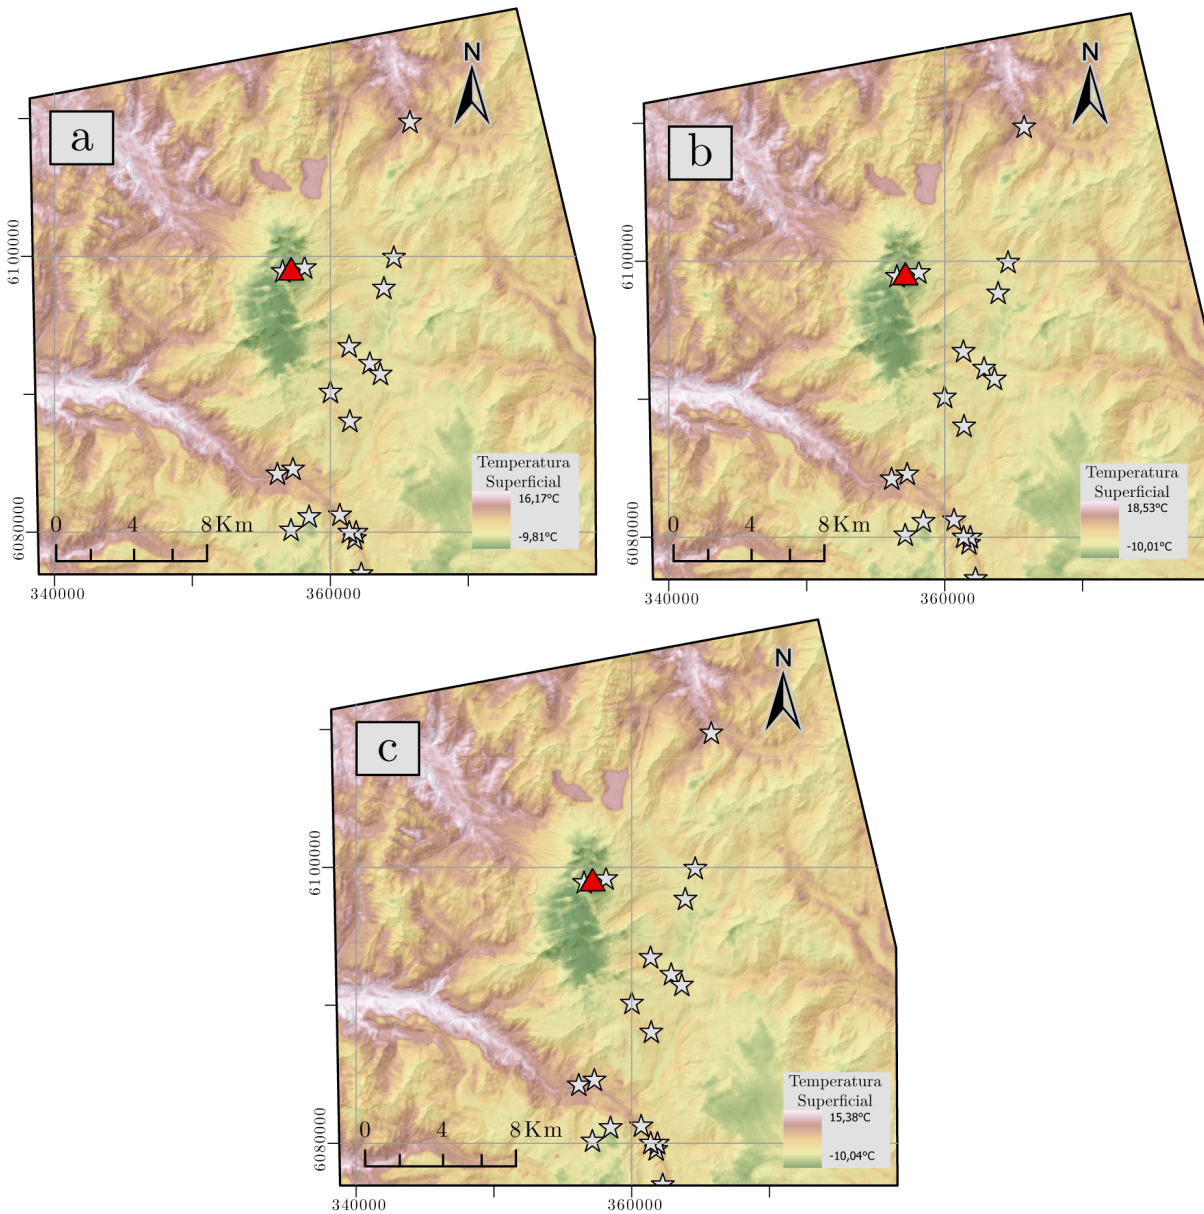 a
N
6100000
6080000
Temperatura
Superficial
16,17°C
-9,81°C
0 4 8Km
340000 360000
b
N
6100000
6080000
Temperatura
Superficial
18,53°C
-10,01°C
0 4 8Km
340000 360000
c
N
6100000
6080000
Temperatura
Superficial
15,38°C
-10,04°C
0 4 8Km
340000 360000